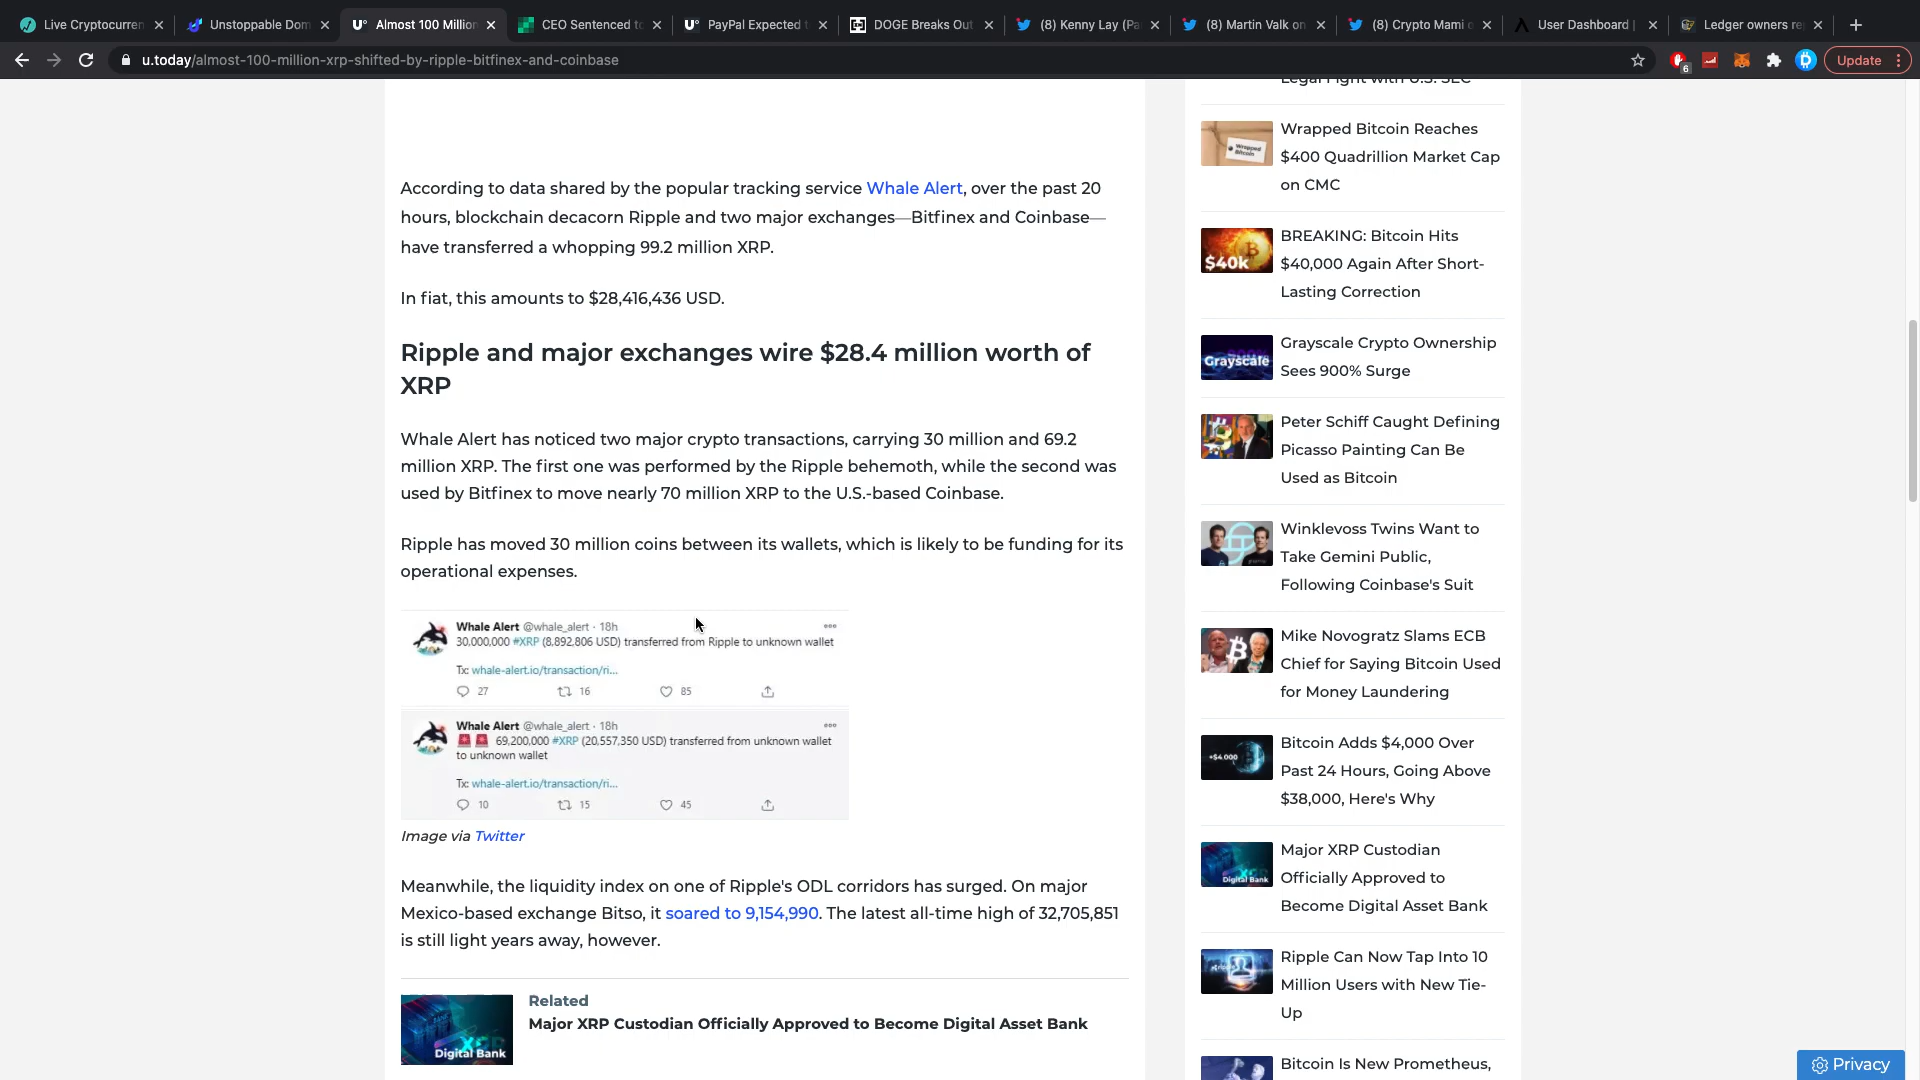 Live Cryptocurren
Unstoppable Dom
Almost 100 Million
CEO Sentenced to
PayPal Expected t
DOGE Breaks Out
(8) Kenny Lay (Pa
(8) Martin Valk on
(8) Crypto Mami o
User Dashboard |
Ledger owners re
u.today/almost-100-million-xrp-shifted-by-ripple-bitfinex-and-coinbase
6
Update
According to data shared by the popular tracking service Whale Alert, over the past 20
hours, blockchain decacorn Ripple and two major exchanges—Bitfinex and Coinbase—
have transferred a whopping 99.2 million XRP.
In fiat, this amounts to $28,416,436 USD.
Ripple and major exchanges wire $28.4 million worth of
XRP
Whale Alert has noticed two major crypto transactions, carrying 30 million and 69.2
million XRP. The first one was performed by the Ripple behemoth, while the second was
used by Bitfinex to move nearly 70 million XRP to the U.S.-based Coinbase.
Ripple has moved 30 million coins between its wallets, which is likely to be funding for its
operational expenses.
Whale Alert @whale_alert · 18h
30,000,000 #XRP (8,892,806 USD) transferred from Ripple to unknown wallet
Tx: whale-alert.io/transaction/ri...
27 16 85
Whale Alert @whale_alert · 18h
69,200,000 #XRP (20,557,350 USD) transferred from unknown wallet
to unknown wallet
Tx: whale-alert.io/transaction/ri...
10 15 45
Image via Twitter
Meanwhile, the liquidity index on one of Ripple's ODL corridors has surged. On major
Mexico-based exchange Bitso, it soared to 9,154,990. The latest all-time high of 32,705,851
is still light years away, however.
Related
Major XRP Custodian Officially Approved to Become Digital Asset Bank
Digital Bank
Legal Fight with U.S. SEC
Wrapped Bitcoin
Wrapped Bitcoin Reaches
$400 Quadrillion Market Cap
on CMC
$40k
BREAKING: Bitcoin Hits
$40,000 Again After Short-
Lasting Correction
Grayscale
Grayscale Crypto Ownership
Sees 900% Surge
Peter Schiff Caught Defining
Picasso Painting Can Be
Used as Bitcoin
Winklevoss Twins Want to
Take Gemini Public,
Following Coinbase's Suit
Mike Novogratz Slams ECB
Chief for Saying Bitcoin Used
for Money Laundering
+$4,000
Bitcoin Adds $4,000 Over
Past 24 Hours, Going Above
$38,000, Here's Why
Digital Bank
Major XRP Custodian
Officially Approved to
Become Digital Asset Bank
Ripple Can Now Tap Into 10
Million Users with New Tie-
Up
Bitcoin Is New Prometheus,
Privacy